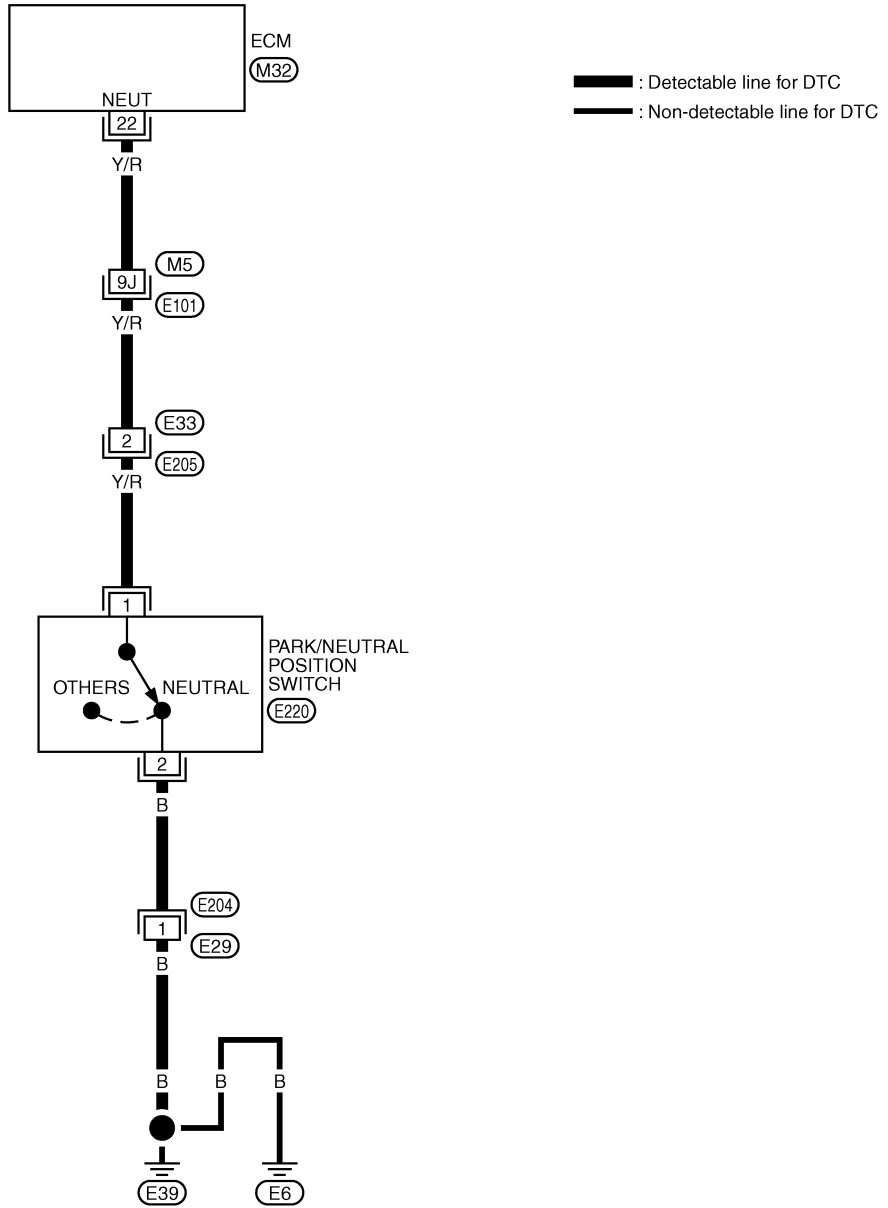 ECM
M32
NEUT
22
Y/R
: Detectable line for DTC
: Non-detectable line for DTC
9J
M5
E101
Y/R
2
E33
E205
Y/R
1
OTHERS
NEUTRAL
PARK/NEUTRAL
POSITION
SWITCH
E220
2
B
E204
1
E29
B
B B B
E39 E6